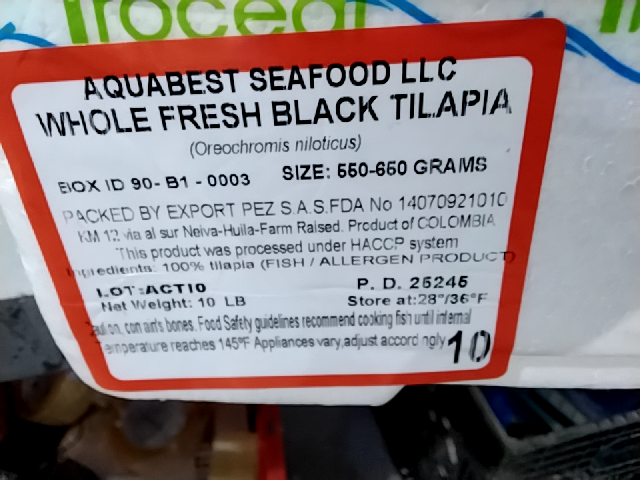 proceal
AQUABEST SEAFOOD LLC
WHOLE FRESH BLACK TILAPIA
(Oreochromis niloticus)
BOX ID 90- B1 - 0003 SIZE: 550-650 GRAMS
PACKED BY EXPORT PEZ S.A.S.FDA No 14070921010
KM 12 via al sur Neiva-Huila-Farm Raised. Product of COLOMBIA
This product was processed under HACCP system
Ingredients: 100% tilapia (FISH / ALLERGEN PRODUCT)
LOT:ACT10 P. D. 25245
Net Weight: 10 LB Store at:28°/36°F
bones. Food Safety guidelines recommend cooking fish until internal
temperature reaches 145°F Appliances vary,adjust accordingly 10